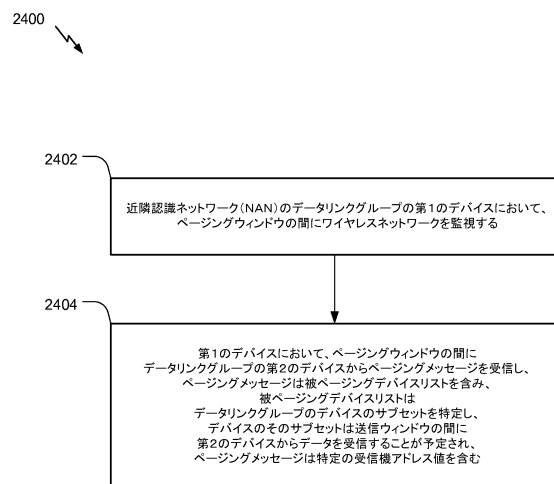 2400
2402
近隣認識ネットワーク(NAN)のデータリンクグループの第1のデバイスにおいて、
ページングウィンドウの間にワイヤレスネットワークを監視する
2404
第1のデバイスにおいて、ページングウィンドウの間に
データリンクグループの第2のデバイスからページングメッセージを受信し、
ページングメッセージは被ページングデバイスリストを含み、
被ページングデバイスリストは
データリンクグループのデバイスのサブセットを特定し、
デバイスのそのサブセットは送信ウィンドウの間に
第2のデバイスからデータを受信することが予定され、
ページングメッセージは特定の受信機アドレス値を含む